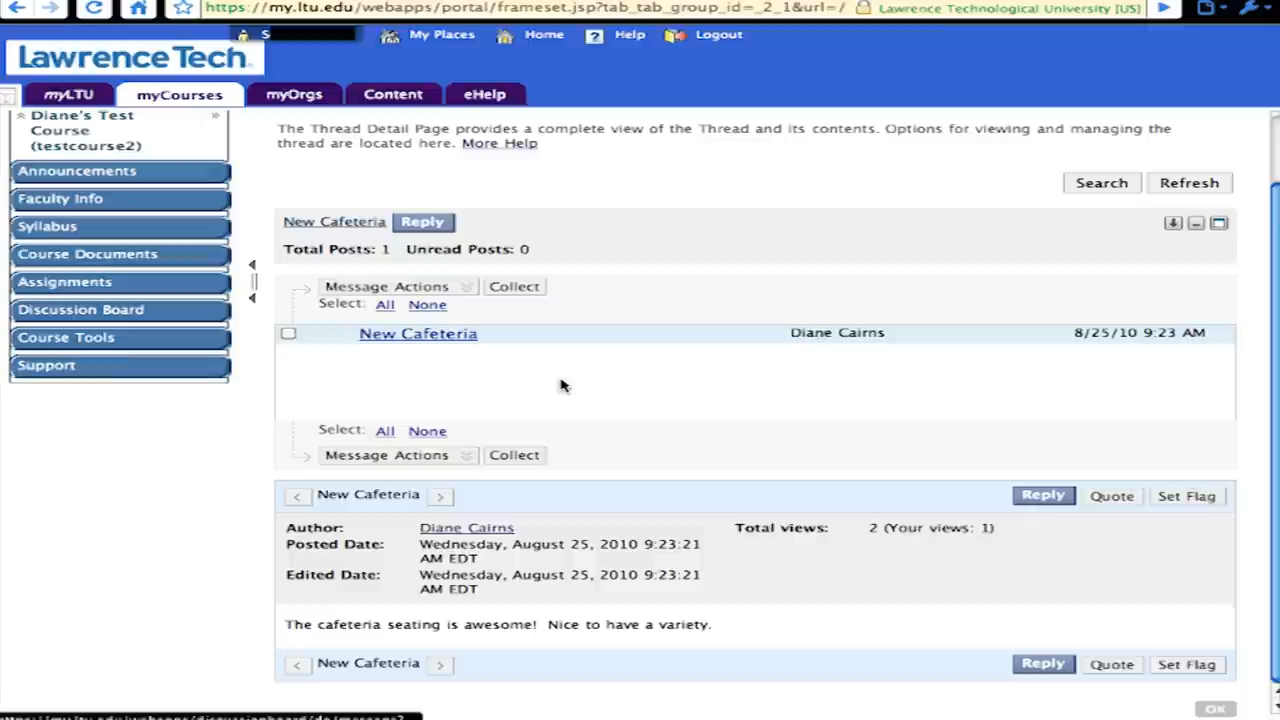 https://my.ltu.edu/webapps/portal/frameset.jsp?tab_tab_group_id=_2_1&url=/ Lawrence Technological University [US]
S My Places Home Help Logout
Lawrence Tech
myLTU myCourses myOrgs Content eHelp
Diane's Test
Course
(testcourse2)
Announcements
Faculty Info
Syllabus
Course Documents
Assignments
Discussion Board
Course Tools
Support
The Thread Detail Page provides a complete view of the Thread and its contents. Options for viewing and managing the
thread are located here. More Help
Search Refresh
New Cafeteria Reply
Total Posts: 1 Unread Posts: 0
Message Actions Collect
Select: All None
New Cafeteria Diane Cairns 8/25/10 9:23 AM
Select: All None
Message Actions Collect
< New Cafeteria > Reply Quote Set Flag
Author: Diane Cairns Total views: 2 (Your views: 1)
Posted Date: Wednesday, August 25, 2010 9:23:21
AM EDT
Edited Date: Wednesday, August 25, 2010 9:23:21
AM EDT
The cafeteria seating is awesome! Nice to have a variety.
< New Cafeteria > Reply Quote Set Flag
OK